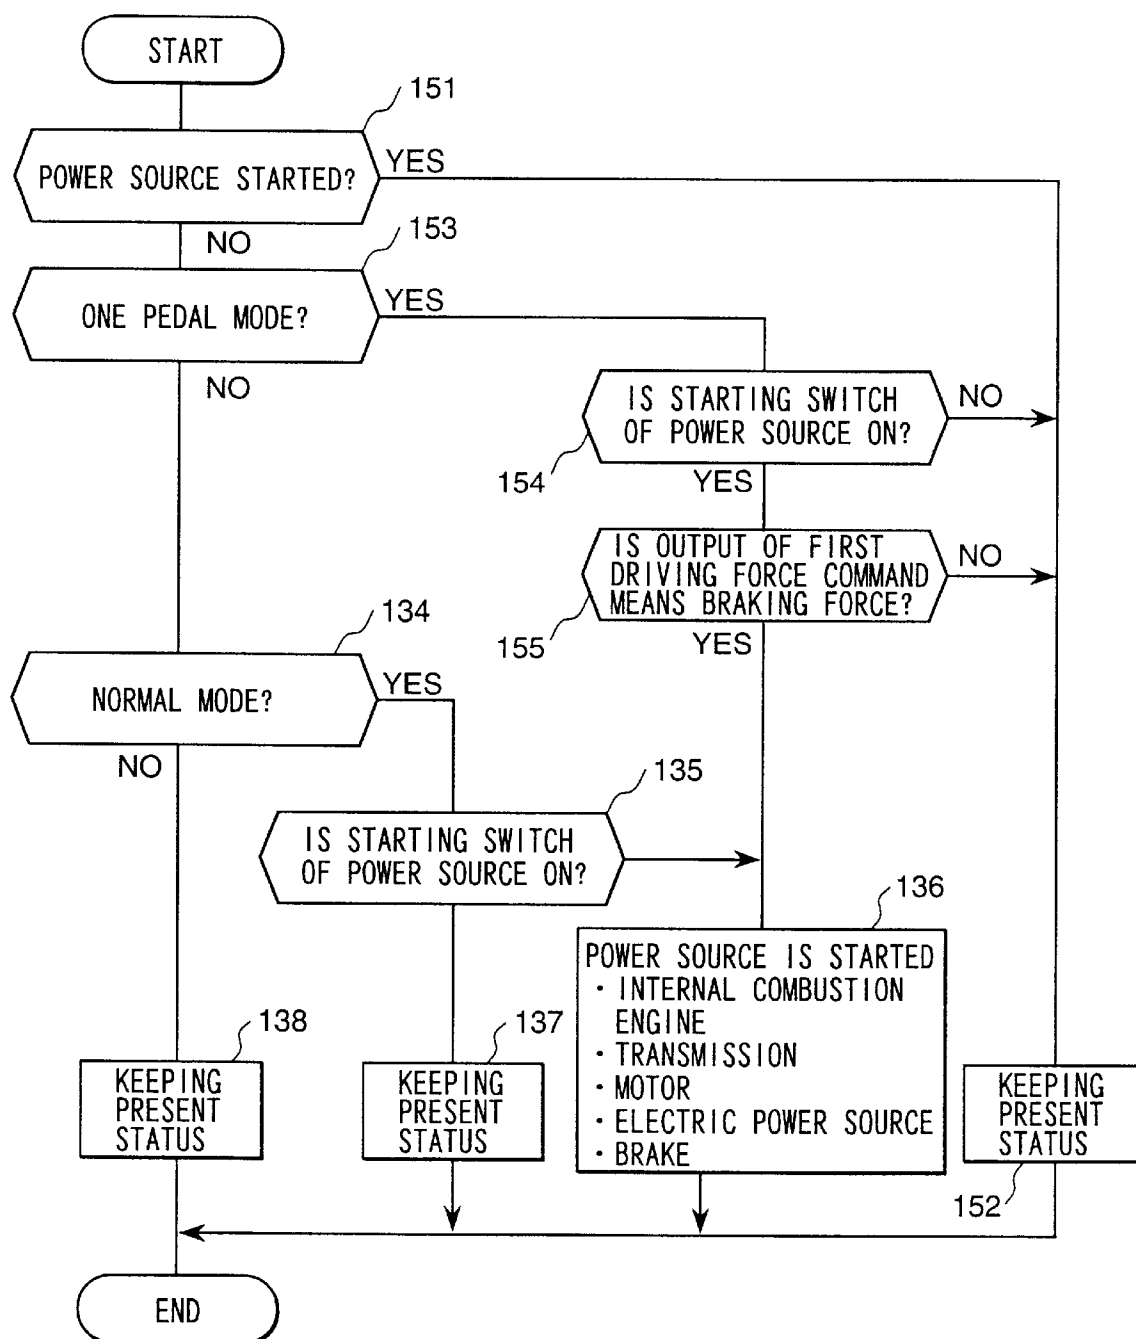 START
151
POWER SOURCE STARTED?
YES
NO
153
ONE PEDAL MODE?
YES
NO
IS STARTING SWITCH
OF POWER SOURCE ON?
NO
154
YES
IS OUTPUT OF FIRST
DRIVING FORCE COMMAND
MEANS BRAKING FORCE?
NO
155
YES
134
NORMAL MODE?
YES
NO
135
IS STARTING SWITCH
OF POWER SOURCE ON?
136
POWER SOURCE IS STARTED
· INTERNAL COMBUSTION
ENGINE
· TRANSMISSION
· MOTOR
· ELECTRIC POWER SOURCE
· BRAKE
138
KEEPING
PRESENT
STATUS
137
KEEPING
PRESENT
STATUS
KEEPING
PRESENT
STATUS
152
END